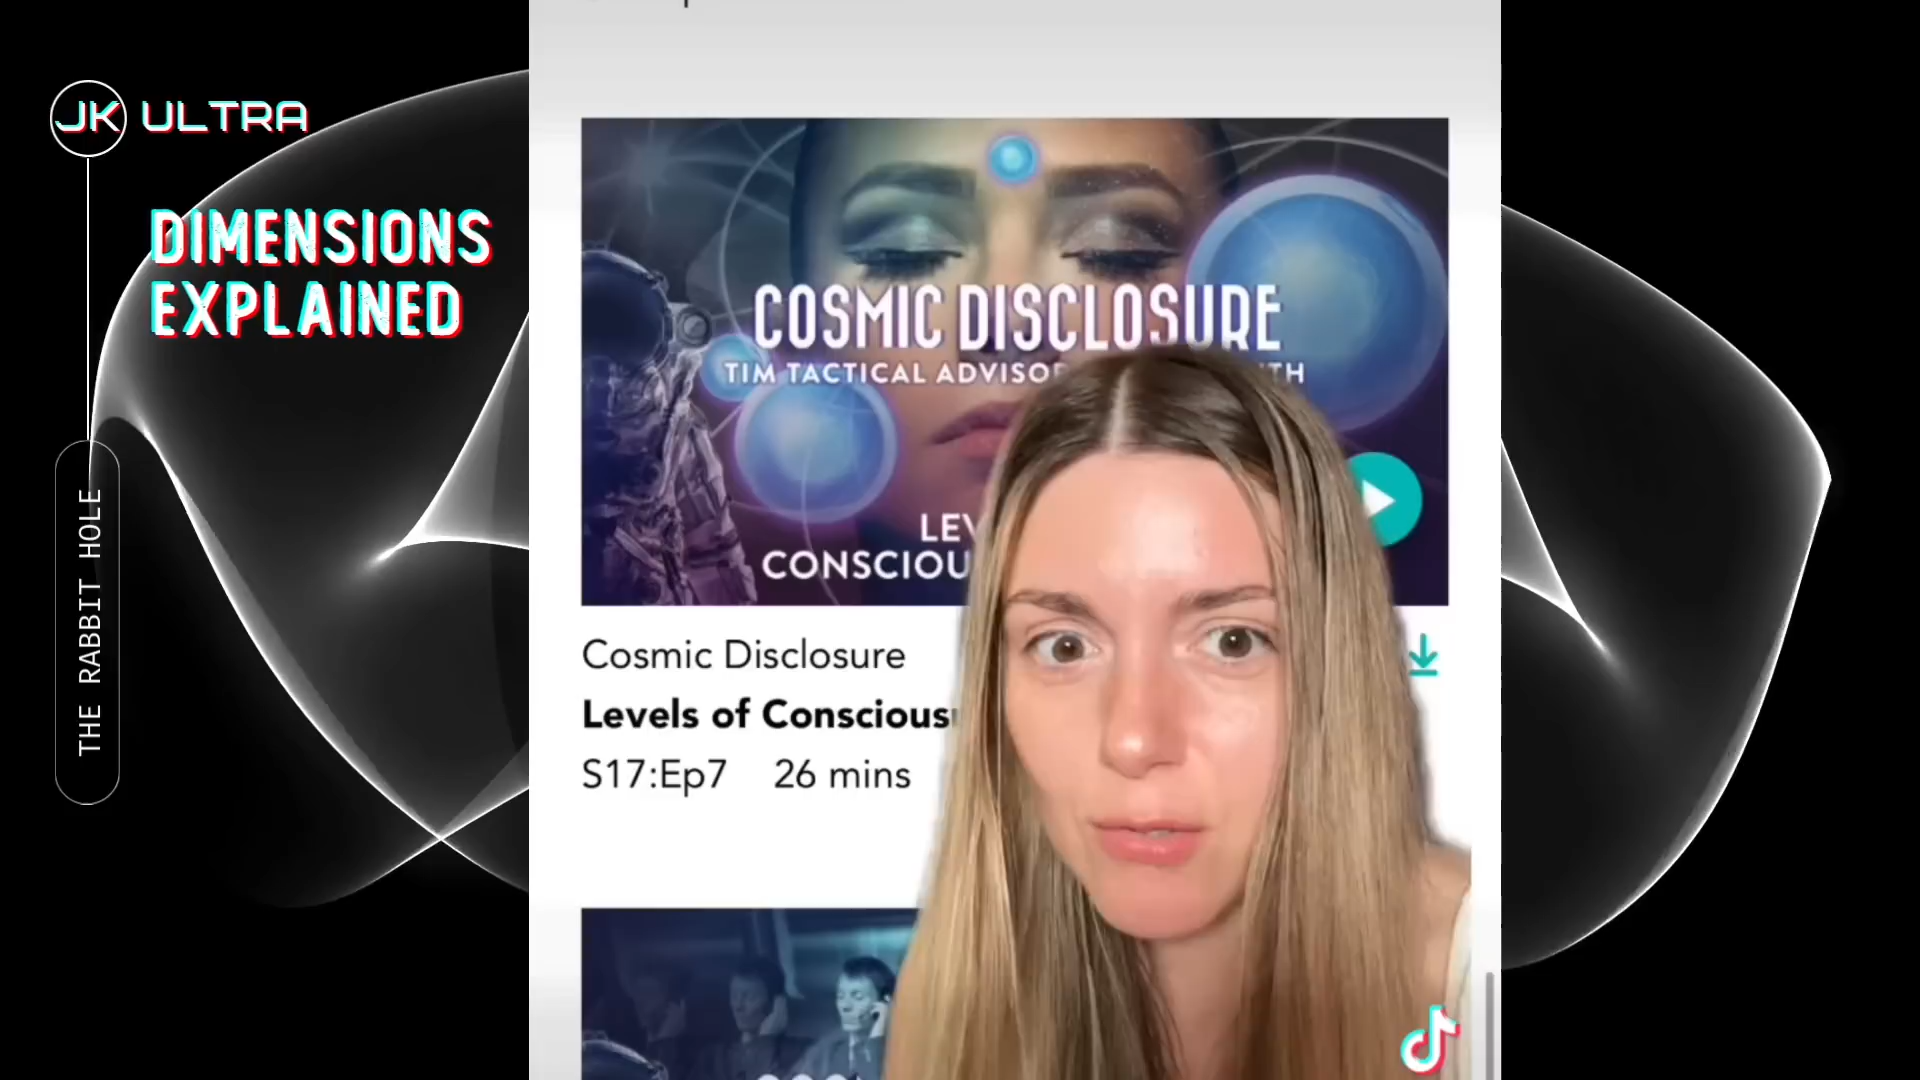 JK ULTRA
DIMENSIONS
EXPLAINED
THE RABBIT HOLE
COSMIC DISCLOSURE
TIM TACTICAL
LEV
CONSCIOU
Cosmic Disclosure
Levels of Conscious
S17:Ep7 26 mins